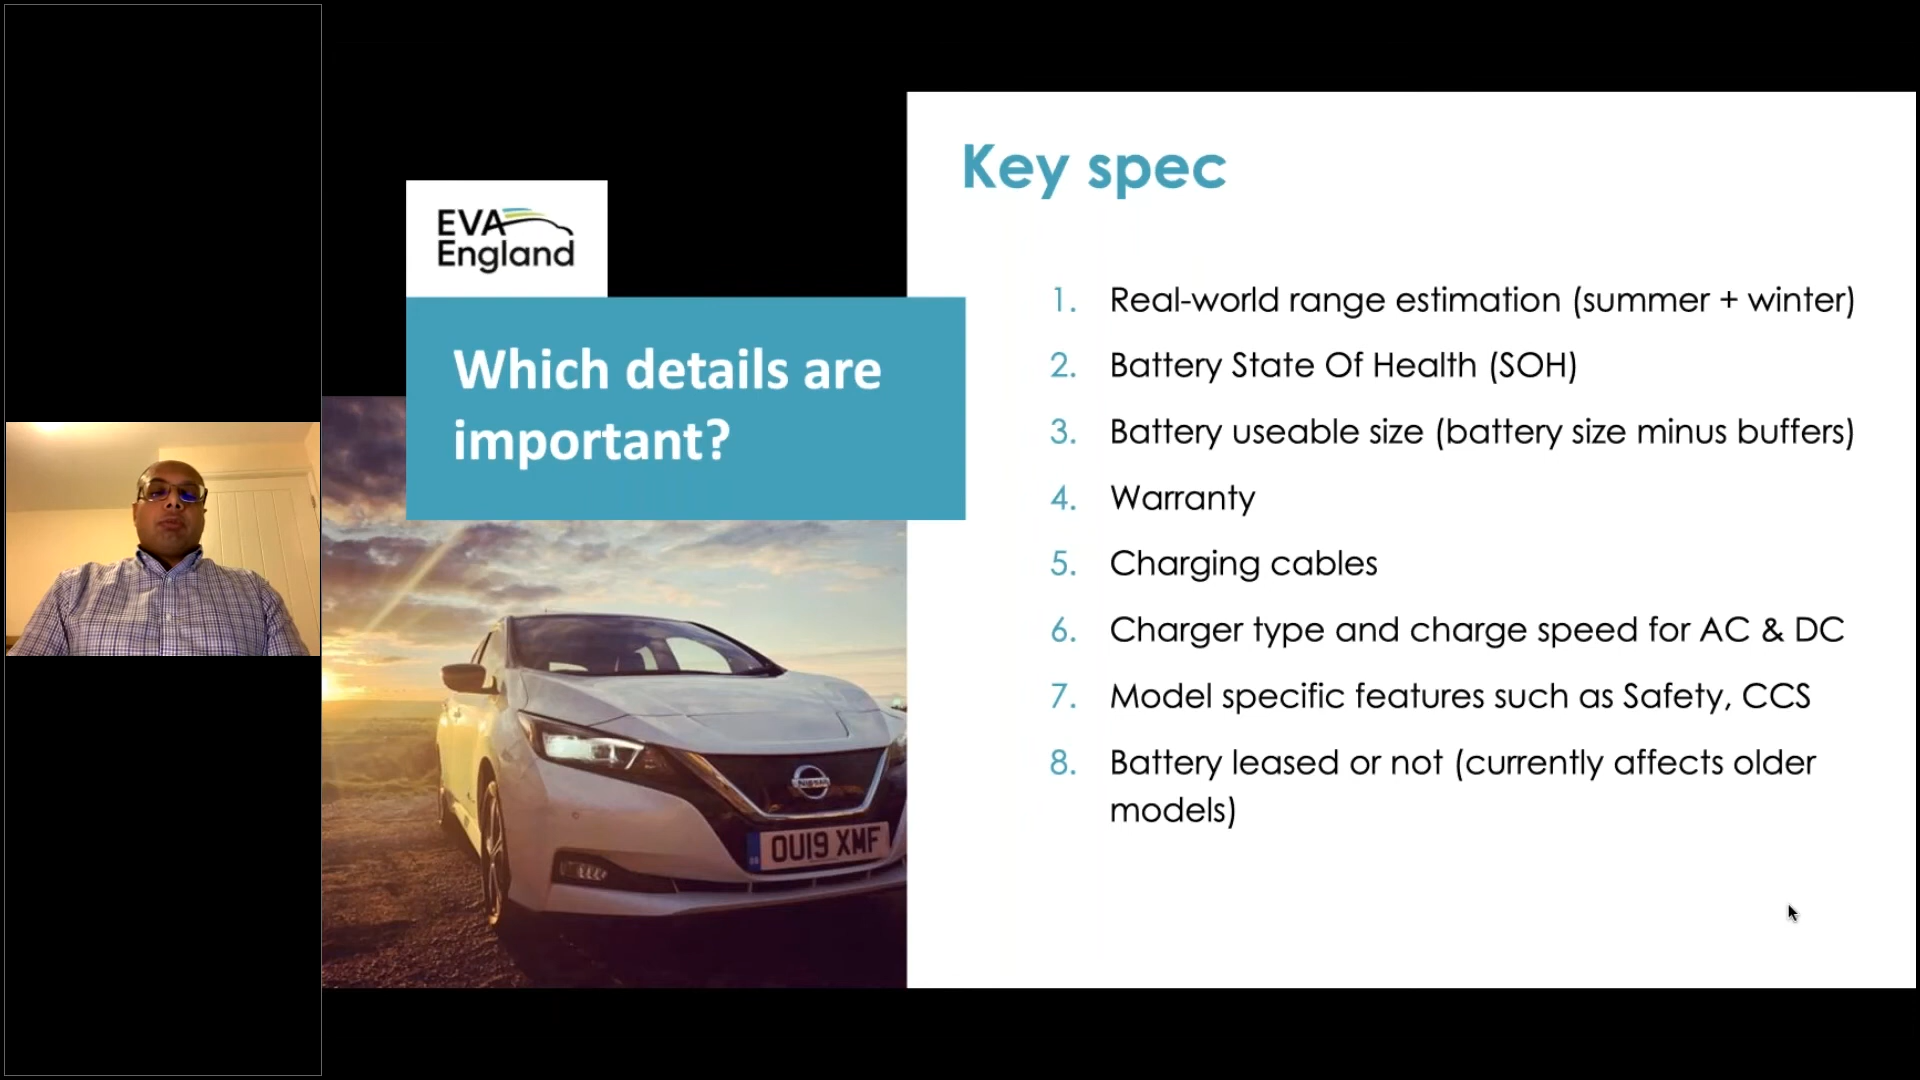 EVA
England
Which details are
important?
Key spec
1. Real-world range estimation (summer + winter)
2. Battery State Of Health (SOH)
3. Battery useable size (battery size minus buffers)
4. Warranty
5. Charging cables
6. Charger type and charge speed for AC & DC
7. Model specific features such as Safety, CCS
8. Battery leased or not (currently affects older
models)
NISSAN
OU19 XMF